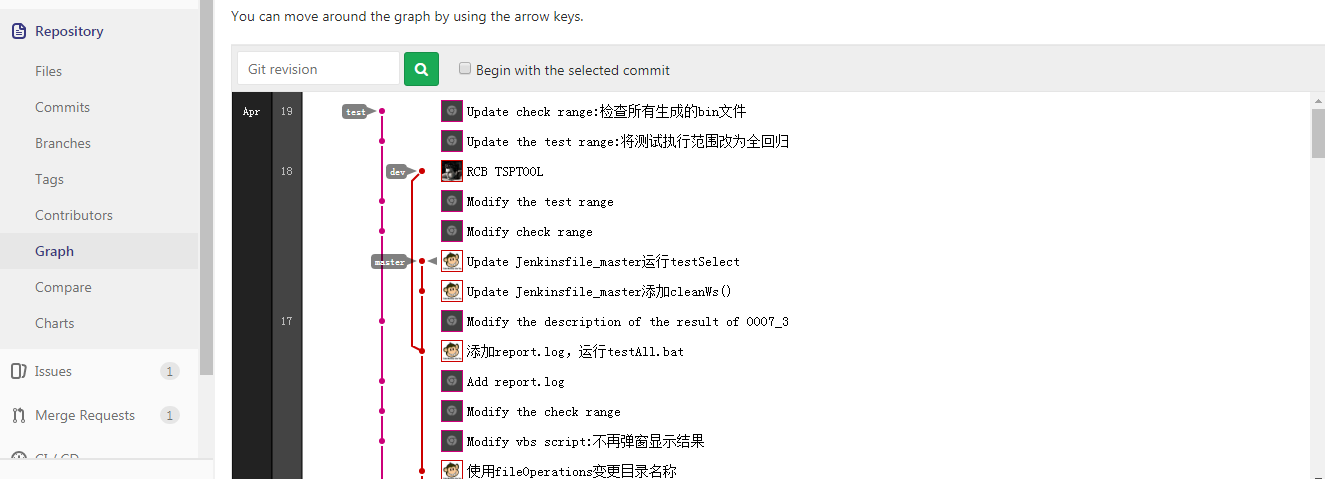 You can move around the graph by using the arrow keys.
Repository
Files
Commits
Branches
Tags
Contributors
Graph
Compare
Charts
Issues 1
Merge Requests 1
CI / CD
Git revision
Begin with the selected commit
Apr 19 test Update check range:检查所有生成的bin文件
Update the test range:将测试执行范围改为全回归
18 dev RCB TSPTOOL
Modify the test range
Modify check range
master Update Jenkinsfile_master运行testSelect
Update Jenkinsfile_master添加cleanWs()
17 Modify the description of the result of 0007_3
添加report.log，运行testAll.bat
Add report.log
Modify the check range
Modify vbs script:不再弹窗显示结果
使用fileOperations变更目录名称